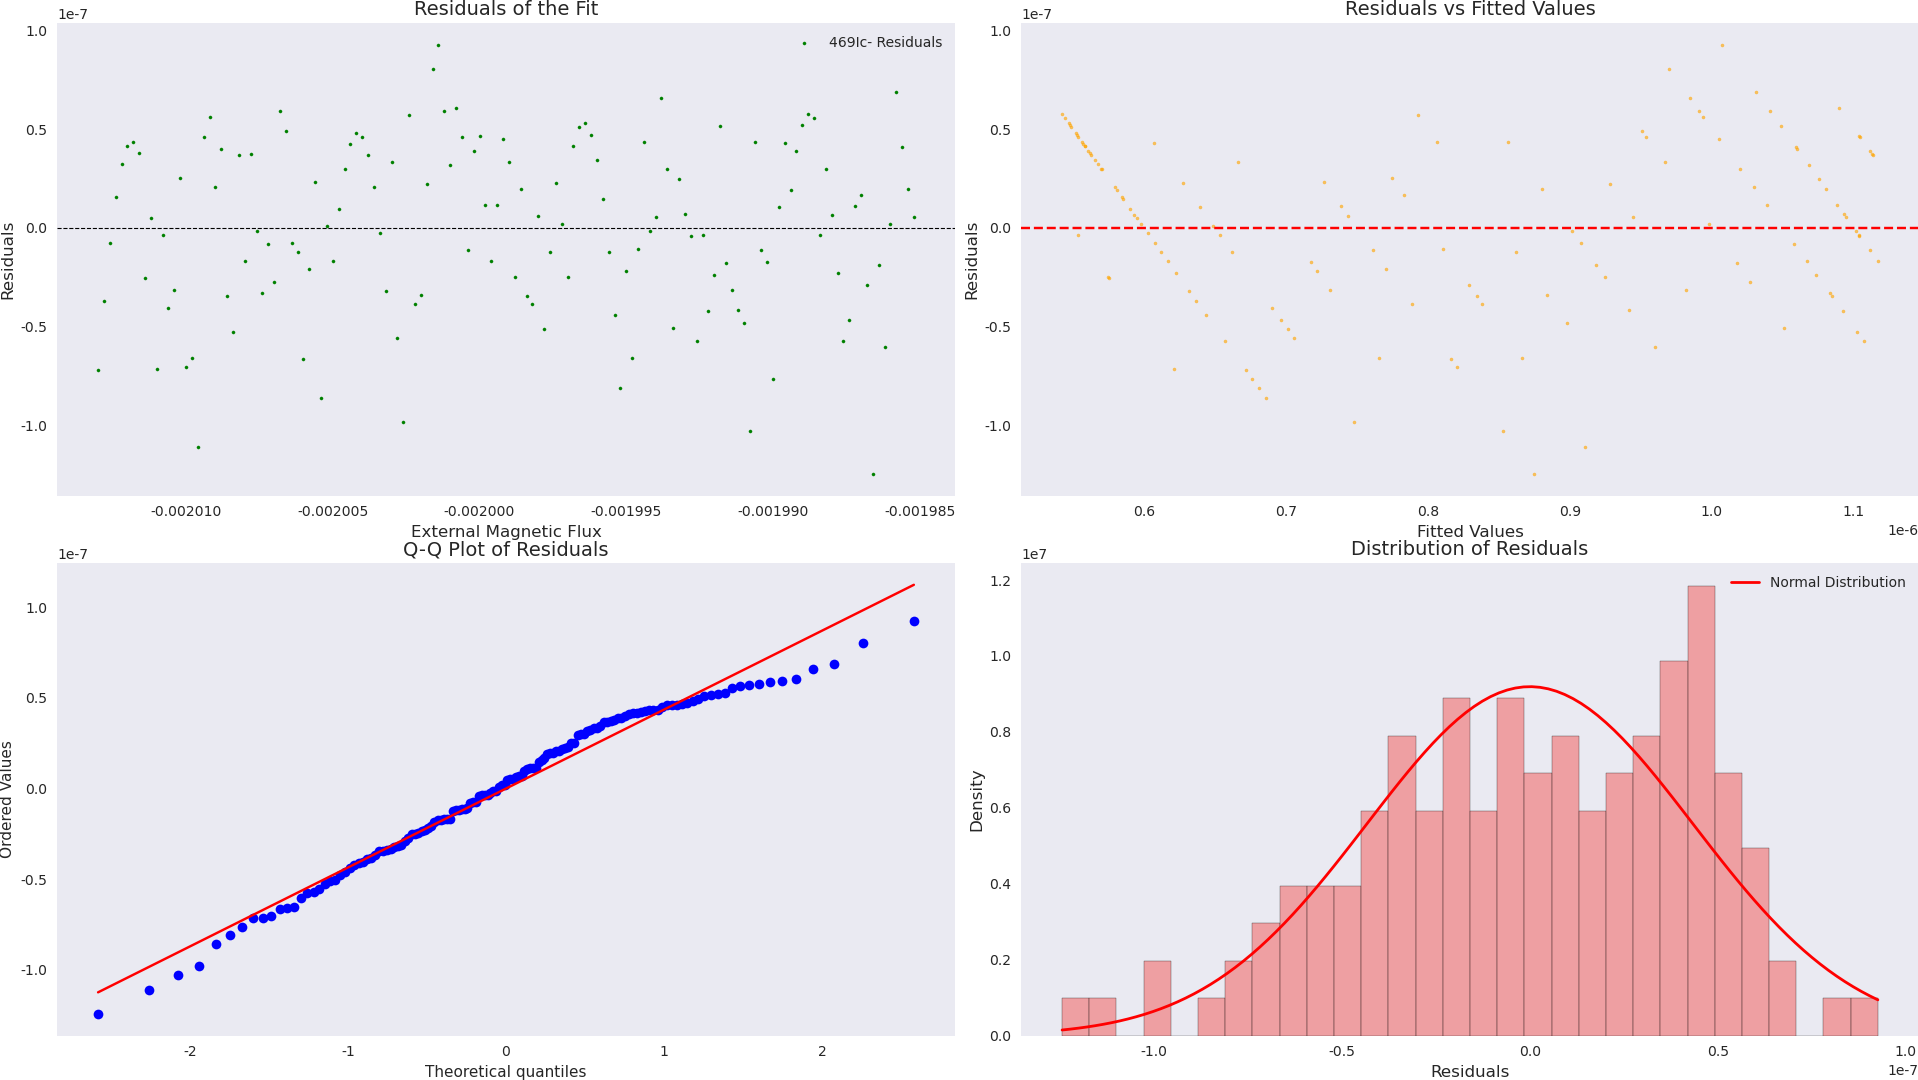 Residuals of the Fit
1e-7
469Ic- Residuals
1.0
0.5
0.0
-0.5
-1.0
Residuals
-0.002010
-0.002005
-0.002000
-0.001995
-0.001990
-0.001985
External Magnetic Flux
Residuals vs Fitted Values
1e-7
1.0
0.5
0.0
-0.5
-1.0
Residuals
0.6
0.7
0.8
0.9
1.0
1.1
1e-6
Fitted Values
Q-Q Plot of Residuals
1e-7
1.0
0.5
0.0
-0.5
-1.0
Ordered Values
-2
-1
0
1
2
Theoretical quantiles
Distribution of Residuals
1e7
Normal Distribution
1.2
1.0
0.8
0.6
0.4
0.2
0.0
Density
-1.0
-0.5
0.0
0.5
1.0
1e-7
Residuals